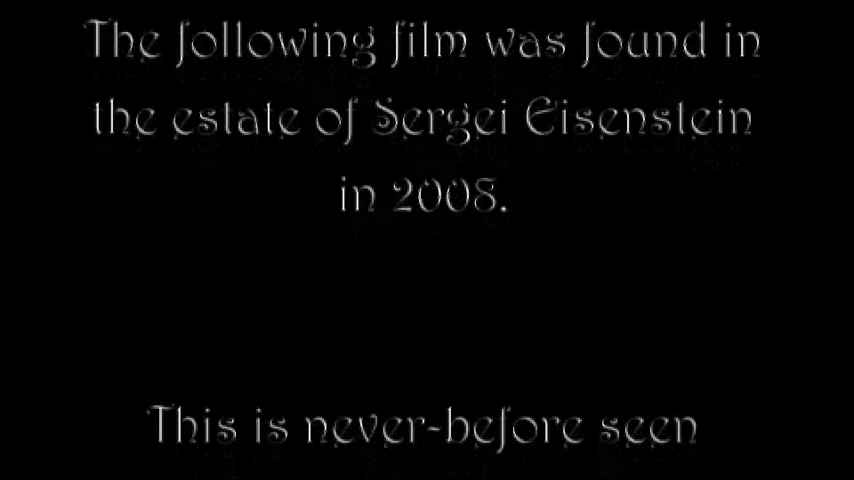 The following film was found in
the estate of Sergei Eisenstein
in 2008.
This is never-before seen